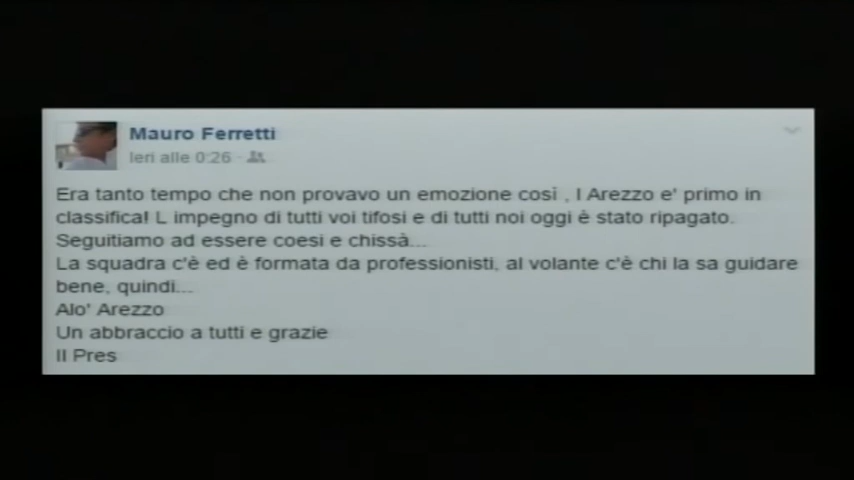 Mauro Ferretti
Ieri alle 0:26 ·
Era tanto tempo che non provavo un emozione così , l Arezzo e' primo in
classifica! L impegno di tutti voi tifosi e di tutti noi oggi è stato ripagato.
Seguitiamo ad essere coesi e chissà...
La squadra c'è ed è formata da professionisti, al volante c'è chi la sa guidare
bene, quindi...
Alo' Arezzo
Un abbraccio a tutti e grazie
Il Pres